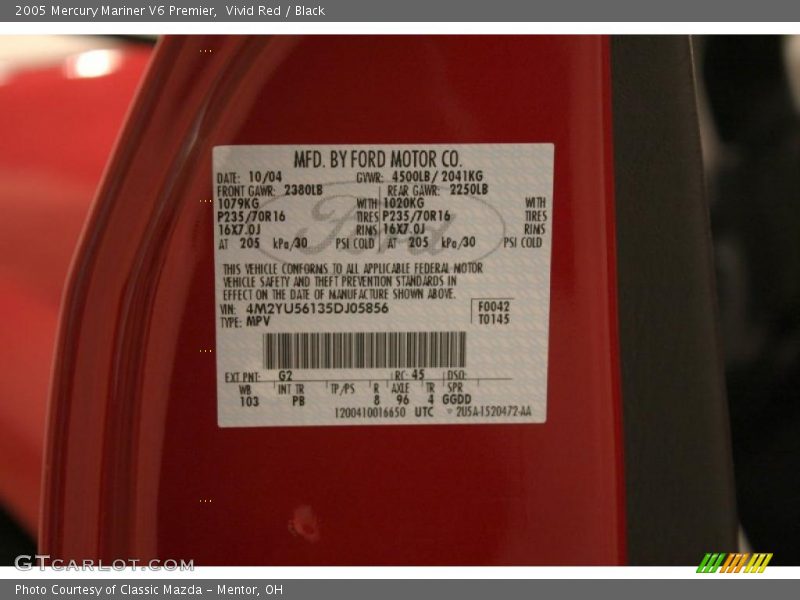 2005 Mercury Mariner V6 Premier,  Vivid Red / Black
MFD. BY FORD MOTOR CO.
DATE: 10/04 GVWR: 4500LB/ 2041KG
FRONT GAWR: 2380LB REAR GAWR: 2250LB
1079KG WITH 1020KG WITH
P235/70R16 TIRES P235/70R16 TIRES
16X7.0J RIMS 16X7.0J RIMS
AT 205 kPa/30 PSI COLD AT 205 kPa/30 PSI COLD
Ford
THIS VEHICLE CONFORMS TO ALL APPLICABLE FEDERAL MOTOR
VEHICLE SAFETY AND THEFT PREVENTION STANDARDS IN
EFFECT ON THE DATE OF MANUFACTURE SHOWN ABOVE.
VIN: 4M2YU56135DJ05856 F0042
TYPE: MPV T0145
EXT PNT: G2 RC: 45 DSO:
WB INT TR TP/PS R AXLE TR SPR
103 PB 8 96 4 GGDD
1200410016650 UTC 2U5A-1520472-AA
GTCARLOT.COM
Photo Courtesy of Classic Mazda - Mentor, OH